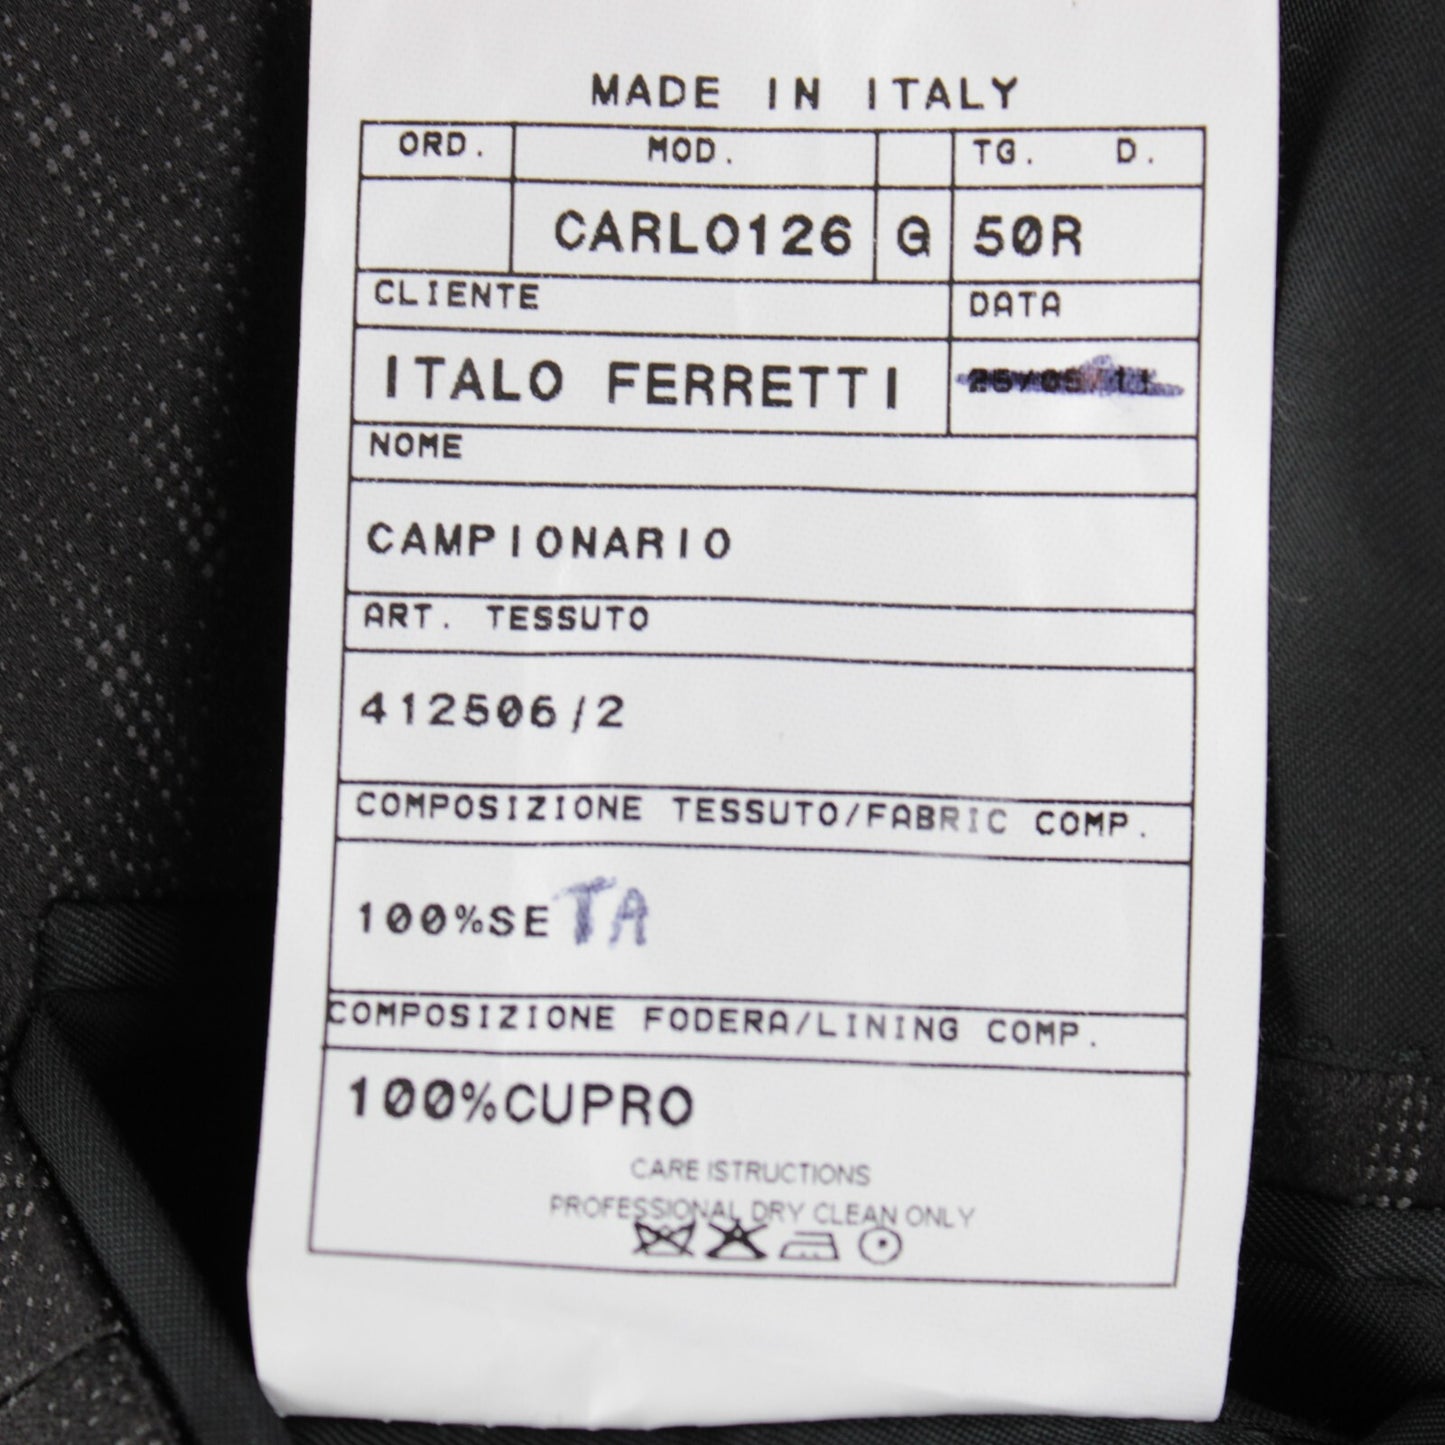 MADE IN ITALY
ORD. MOD. TG. D.
CARLO126 G 50R
CLIENTE DATA
ITALO FERRETTI
NOME
CAMPIONARIO
ART. TESSUTO
412506/2
COMPOSIZIONE TESSUTO/FABRIC COMP.
100%SETA
COMPOSIZIONE FODERA/LINING COMP.
100%CUPRO
CARE ISTRUCTIONS
PROFESSIONAL DRY CLEAN ONLY